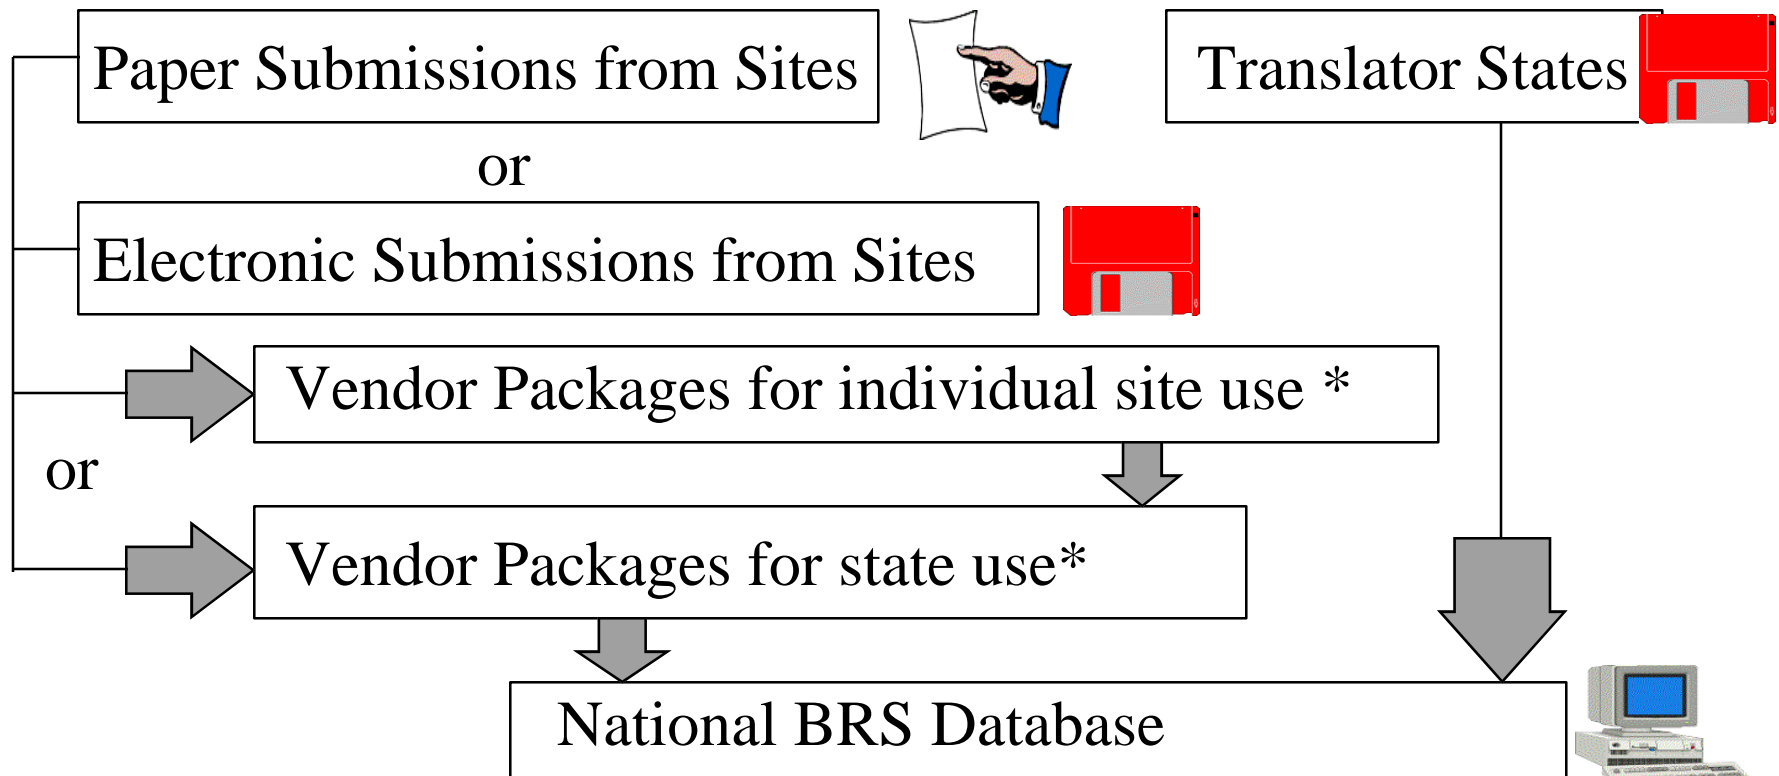 Paper Submissions from Sites
Translator States
or
Electronic Submissions from Sites
Vendor Packages for individual site use *
or
Vendor Packages for state use*
National BRS Database